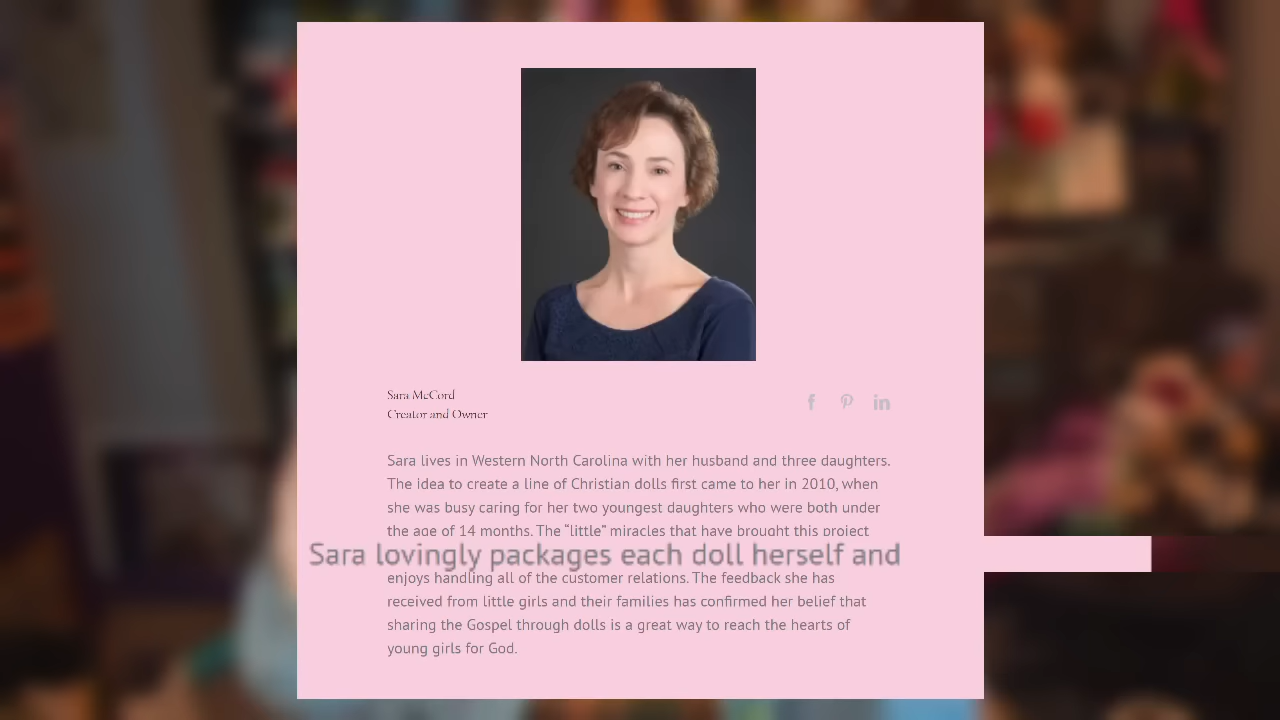 Sara McCord
Creator and Owner
Sara lives in Western North Carolina with her husband and three daughters.
The idea to create a line of Christian dolls first came to her in 2010, when
she was busy caring for her two youngest daughters who were both under
the age of 14 months. The “little” miracles that have brought this project
Sara lovingly packages each doll herself and
enjoys handling all of the customer relations. The feedback she has
received from little girls and their families has confirmed her belief that
sharing the Gospel through dolls is a great way to reach the hearts of
young girls for God.